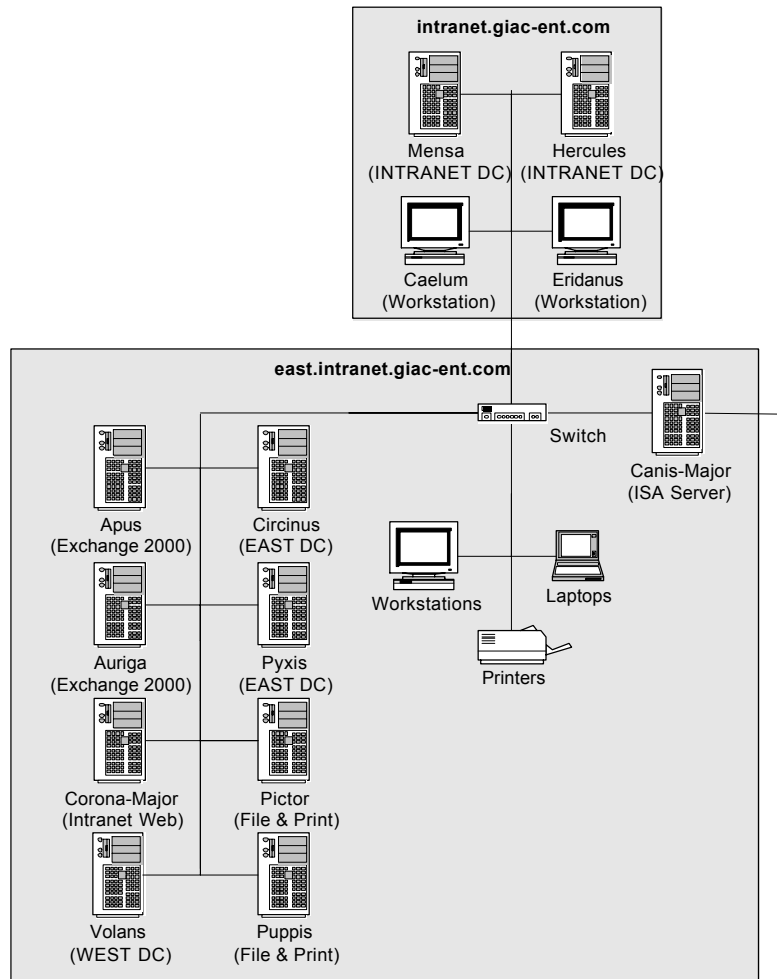 intranet.giac-ent.com
Mensa
(INTRANET DC)
Hercules
(INTRANET DC)
Caelum
(Workstation)
Eridanus
(Workstation)
east.intranet.giac-ent.com
Switch
Canis-Major
(ISA Server)
Apus
(Exchange 2000)
Circinus
(EAST DC)
Workstations
Laptops
Auriga
(Exchange 2000)
Pyxis
(EAST DC)
Printers
Corona-Major
(Intranet Web)
Pictor
(File & Print)
Volans
(WEST DC)
Puppis
(File & Print)